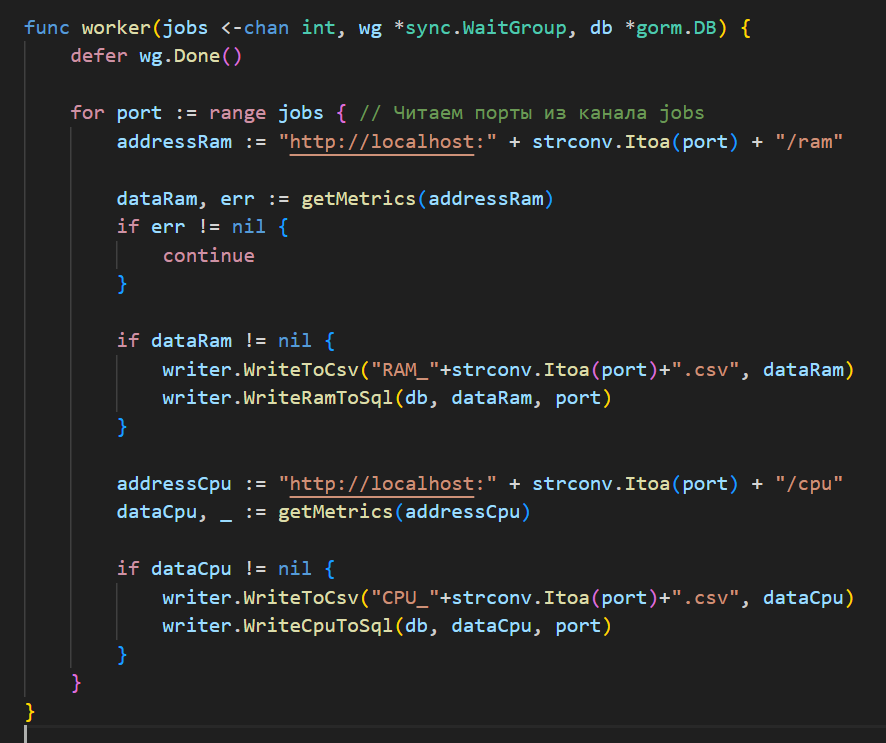 func worker(jobs <-chan int, wg *sync.WaitGroup, db *gorm.DB) {
defer wg.Done()
for port := range jobs { // Читаем порты из канала jobs
addressRam := "http://localhost:" + strconv.Itoa(port) + "/ram"
dataRam, err := getMetrics(addressRam)
if err != nil {
continue
}
if dataRam != nil {
writer.WriteToCsv("RAM_"+strconv.Itoa(port)+".csv", dataRam)
writer.WriteRamToSql(db, dataRam, port)
}
addressCpu := "http://localhost:" + strconv.Itoa(port) + "/cpu"
dataCpu, _ := getMetrics(addressCpu)
if dataCpu != nil {
writer.WriteToCsv("CPU_"+strconv.Itoa(port)+".csv", dataCpu)
writer.WriteCpuToSql(db, dataCpu, port)
}
}
}